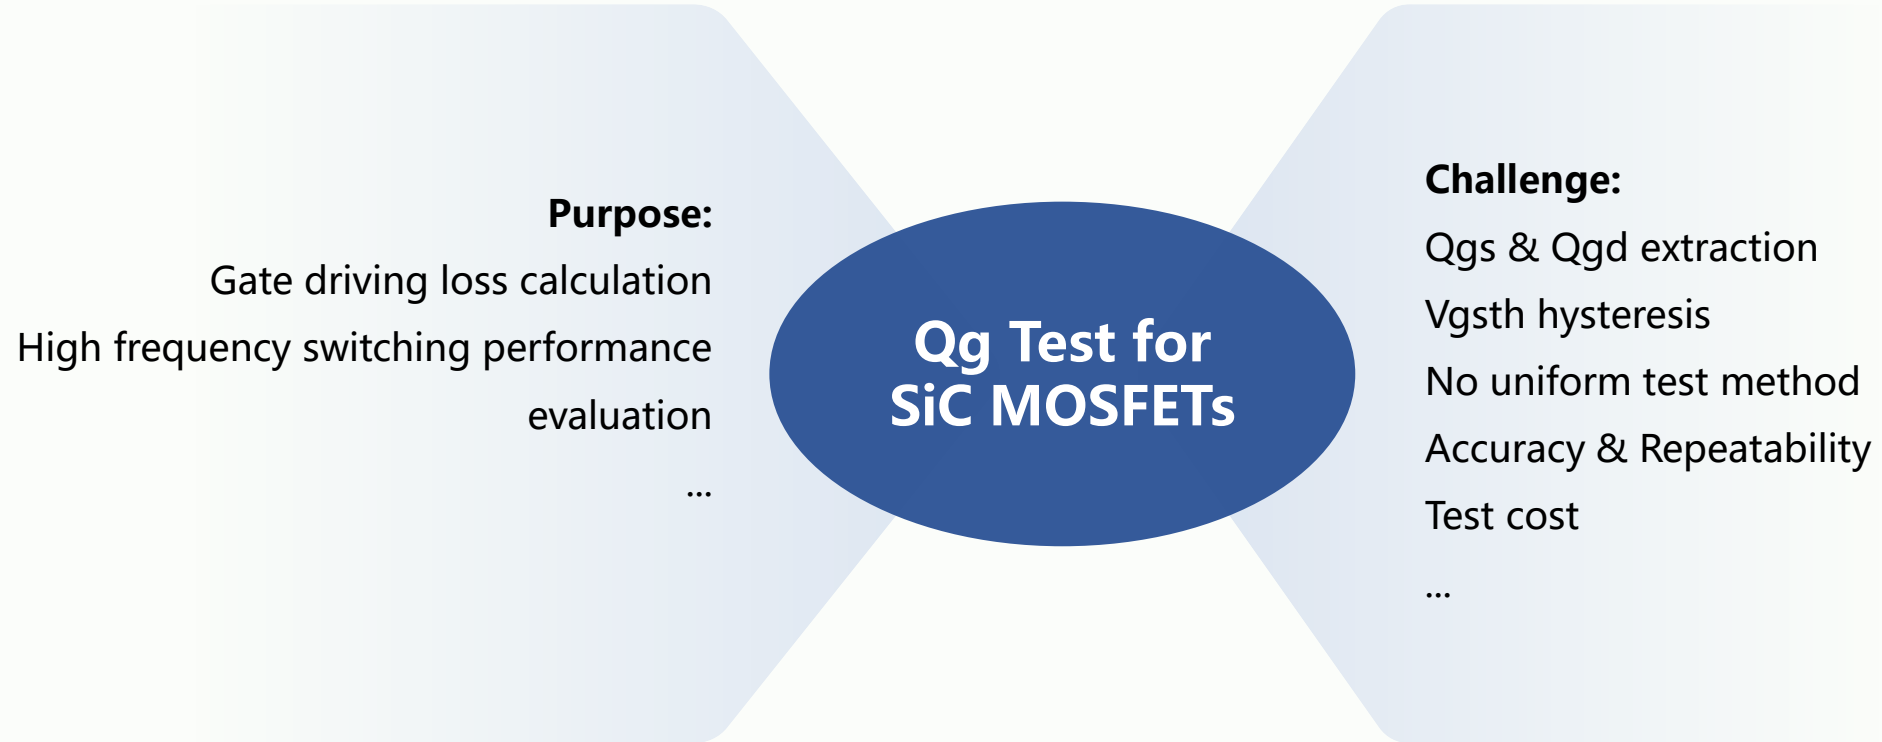 Purpose:
Gate driving loss calculation
High frequency switching performance
evaluation
...
Qg Test for
SiC MOSFETs
Challenge:
Qgs & Qgd extraction
Vgsth hysteresis
No uniform test method
Accuracy & Repeatability
Test cost
...